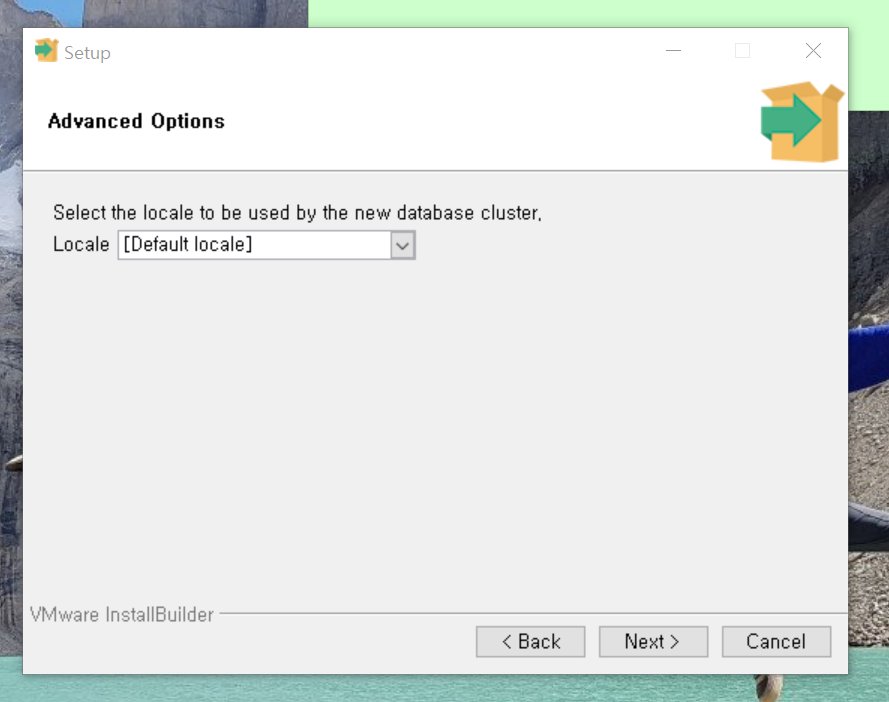 Setup
Advanced Options
Select the locale to be used by the new database cluster.
Locale [Default locale]
VMware InstallBuilder
< Back Next > Cancel